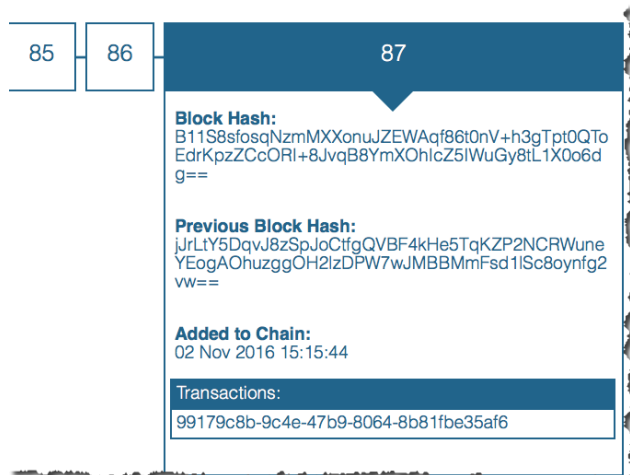 85 86 87
Block Hash:
B11S8sfosqNzmMXXonuJZEWAqf86t0nV+h3gTpt0QTo
EdrKpzZCcORI+8JvqB8YmXOhIcZ5IWuGy8tL1X0o6d
g==
Previous Block Hash:
jJrLtY5DqvJ8zSpJoCtfgQVBF4kHe5TqKZP2NCRWune
YEogAOhuzggOH2lzDPW7wJMBBMmFsd1lSc8oynfg2
vw==
Added to Chain:
02 Nov 2016 15:15:44
Transactions:
99179c8b-9c4e-47b9-8064-8b81fbe35af6